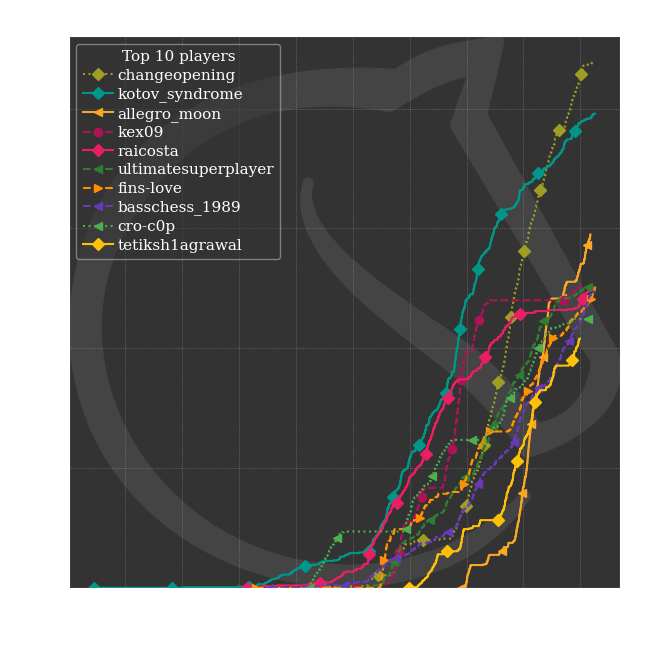 Top 10 players
changeopening
kotov_syndrome
allegro_moon
kex09
raicosta
ultimatesuperplayer
fins-love
basschess_1989
cro-c0p
tetiksh1agrawal